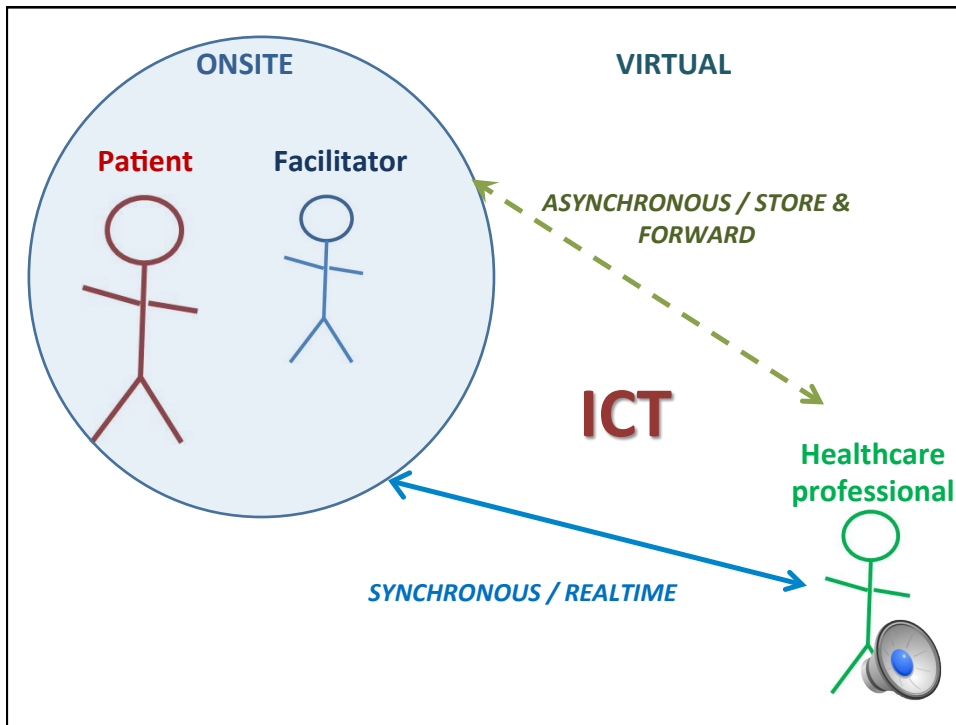 ONSITE
VIRTUAL
Patient
Facilitator
ASYNCHRONOUS / STORE &
FORWARD
ICT
Healthcare
professional
SYNCHRONOUS / REALTIME